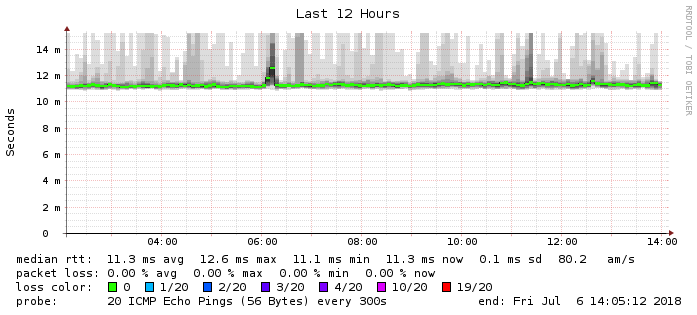 Last 12 Hours
RRDTOOL / TOBI OETIKER
Seconds
14 m
12 m
10 m
8 m
6 m
4 m
2 m
0
04:00 06:00 08:00 10:00 12:00 14:00
median rtt: 11.3 ms avg 12.6 ms max 11.1 ms min 11.3 ms now 0.1 ms sd 80.2 am/s
packet loss: 0.00 % avg 0.00 % max 0.00 % min 0.00 % now
loss color: 0 1/20 2/20 3/20 4/20 10/20 19/20
probe: 20 ICMP Echo Pings (56 Bytes) every 300s end: Fri Jul 6 14:05:12 2018